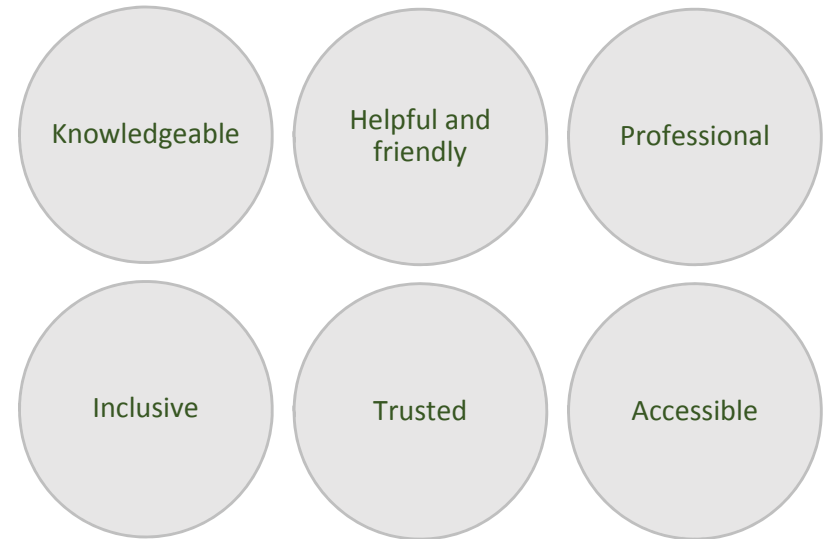 Knowledgeable
Helpful and
friendly
Professional
Inclusive
Trusted
Accessible